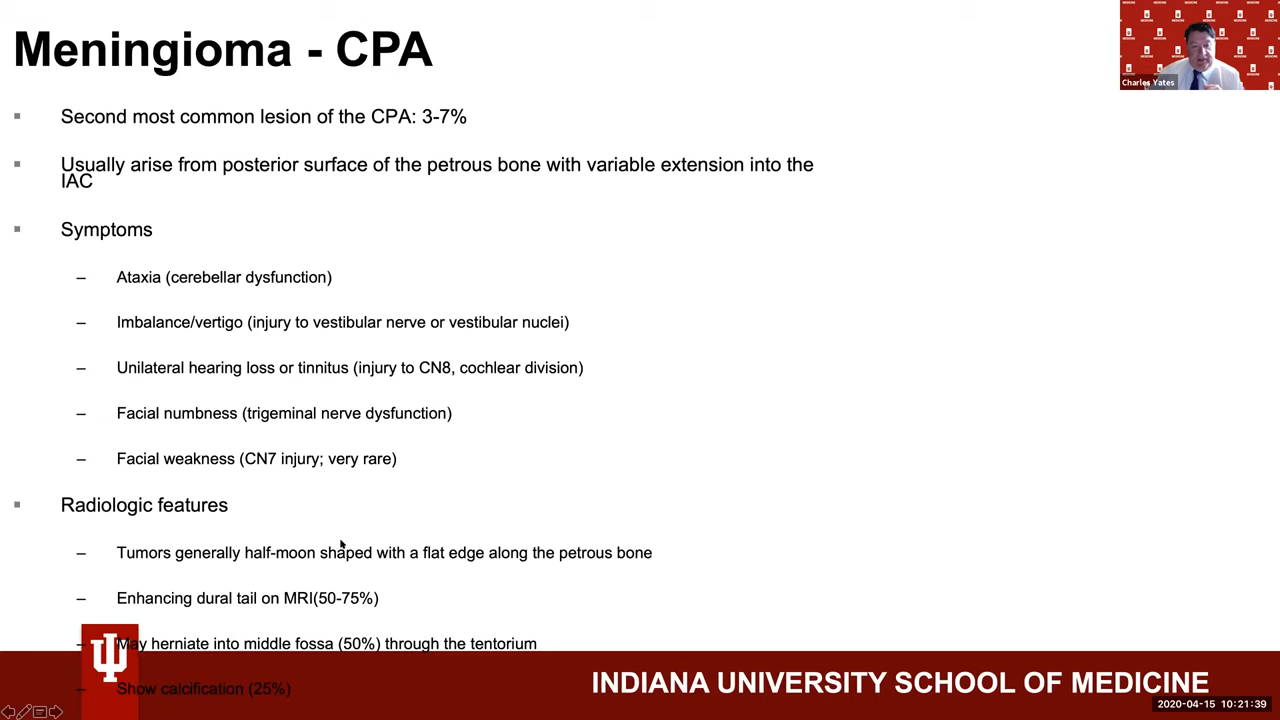 Meningioma - CPA
Charles Yates
▪ Second most common lesion of the CPA: 3-7%
▪ Usually arise from posterior surface of the petrous bone with variable extension into the
IAC
▪ Symptoms
– Ataxia (cerebellar dysfunction)
– Imbalance/vertigo (injury to vestibular nerve or vestibular nuclei)
– Unilateral hearing loss or tinnitus (injury to CN8, cochlear division)
– Facial numbness (trigeminal nerve dysfunction)
– Facial weakness (CN7 injury; very rare)
▪ Radiologic features
– Tumors generally half-moon shaped with a flat edge along the petrous bone
– Enhancing dural tail on MRI(50-75%)
– May herniate into middle fossa (50%) through the tentorium
– Show calcification (25%)
INDIANA UNIVERSITY SCHOOL OF MEDICINE
2020-04-15 10:21:39